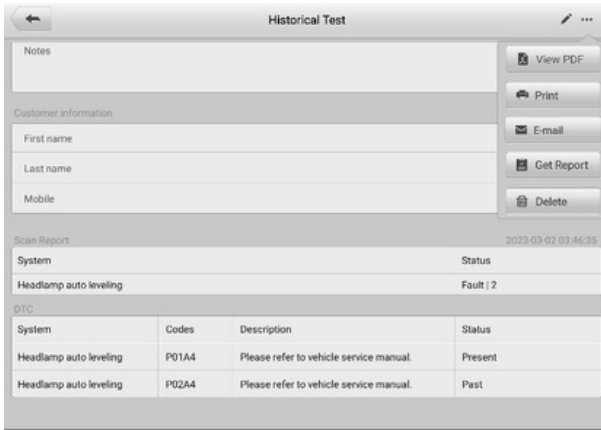 Historical Test
Notes
View PDF
Print
Customer information
E-mail
First name
Last name
Get Report
Mobile
Delete
Scan Report 2023-03-02 03:46:35
System Status
Headlamp auto leveling Fault | 2
DTC
System Codes Description Status
Headlamp auto leveling P01A4 Please refer to vehicle service manual. Present
Headlamp auto leveling P02A4 Please refer to vehicle service manual. Past